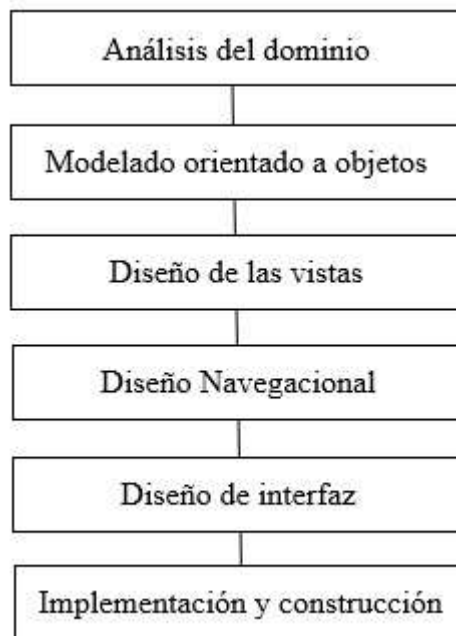 Análisis del dominio
Modelado orientado a objetos
Diseño de las vistas
Diseño Navegacional
Diseño de interfaz
Implementación y construcción